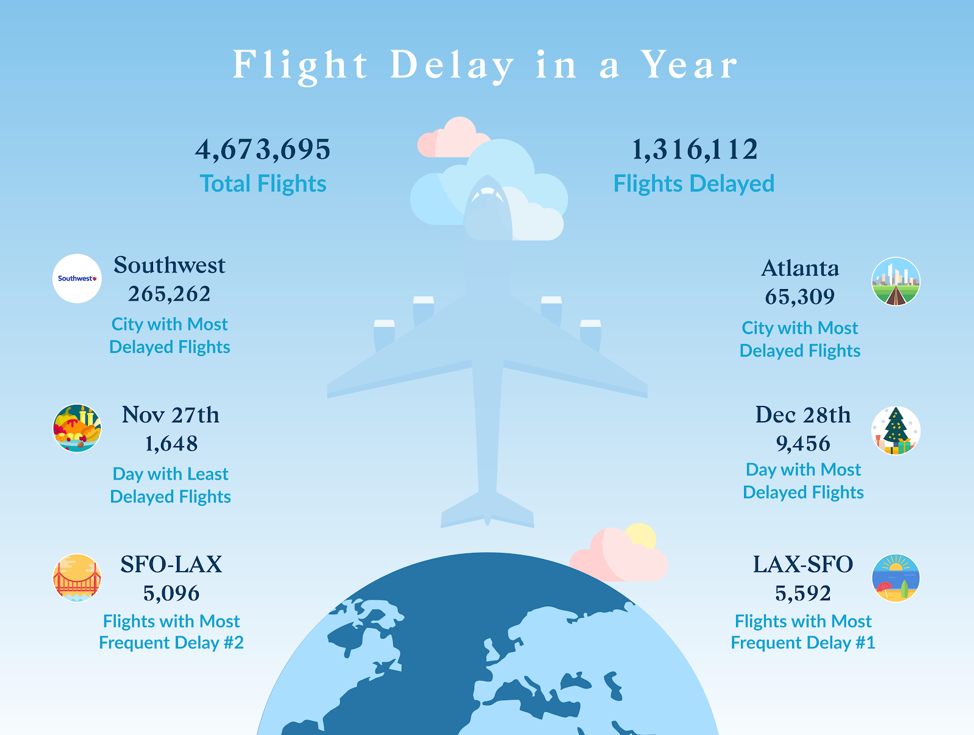 Flight Delay in a Year
4,673,695
Total Flights
1,316,112
Flights Delayed
Southwest
Southwest
265,262
City with Most
Delayed Flights
Atlanta
65,309
City with Most
Delayed Flights
Nov 27th
1,648
Day with Least
Delayed Flights
Dec 28th
9,456
Day with Most
Delayed Flights
SFO-LAX
5,096
Flights with Most
Frequent Delay #2
LAX-SFO
5,592
Flights with Most
Frequent Delay #1